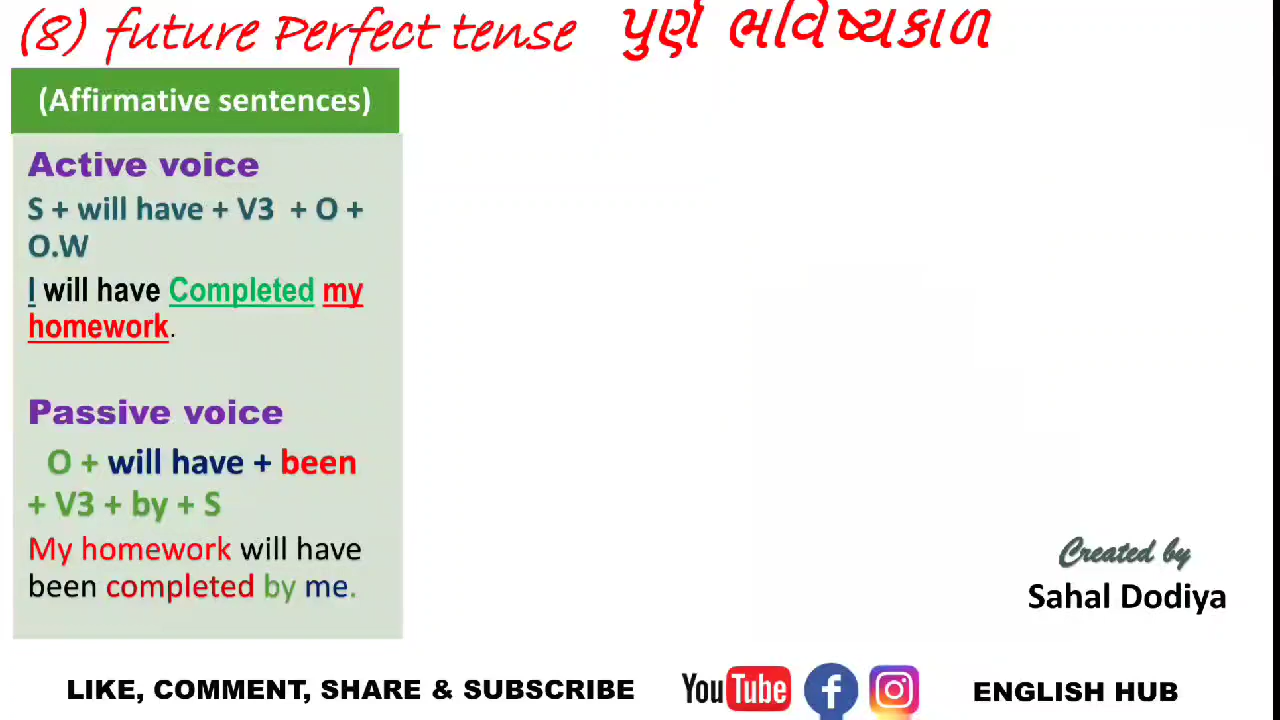 (8) future Perfect tense પુર્ણ ભવિષ્યકાળ
(Affirmative sentences)
Active voice
S + will have + V3 + O +
O.W
I will have Completed my
homework.
Passive voice
O + will have + been
+ V3 + by + S
My homework will have
been completed by me.
Created by
Sahal Dodiya
LIKE, COMMENT, SHARE & SUBSCRIBE YouTube f ENGLISH HUB